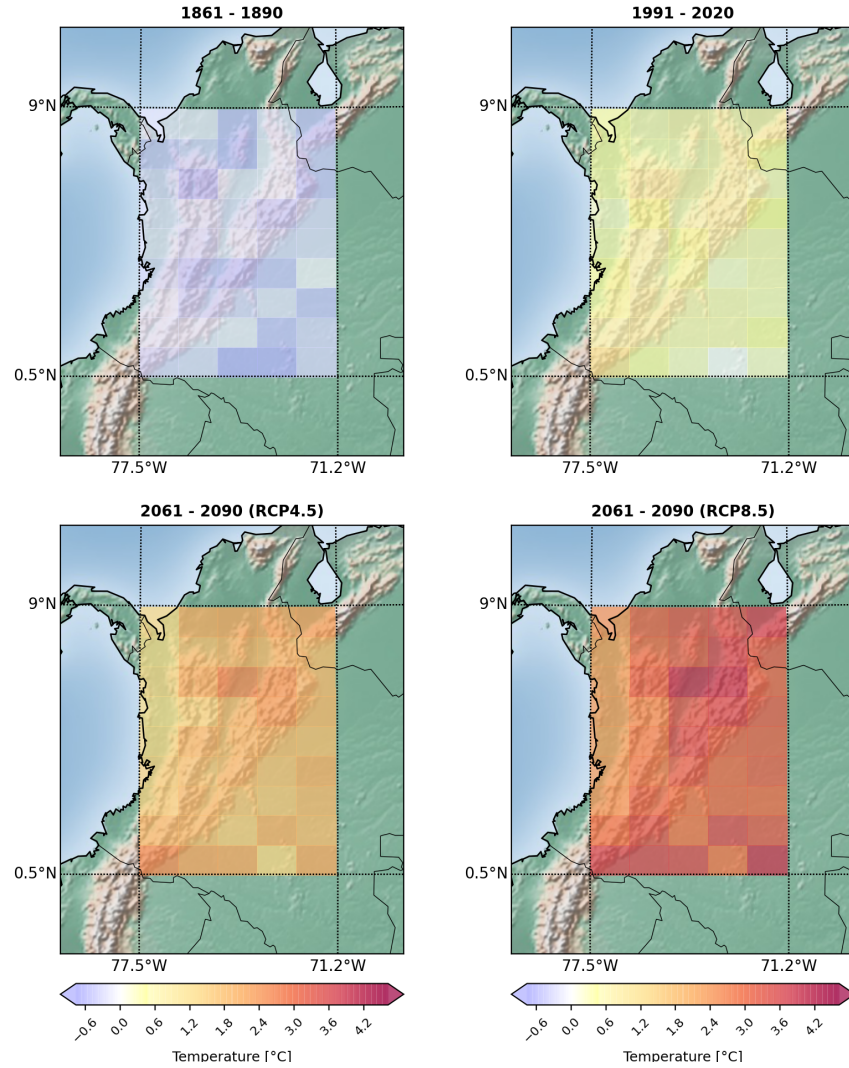 1861 - 1890
1991 - 2020
9°N
9°N
0.5°N
0.5°N
77.5°W
71.2°W
77.5°W
71.2°W
2061 - 2090 (RCP4.5)
2061 - 2090 (RCP8.5)
9°N
9°N
0.5°N
0.5°N
77.5°W
71.2°W
77.5°W
71.2°W
−0.6 0.0 0.6 1.2 1.8 2.4 3.0 3.6 4.2
−0.6 0.0 0.6 1.2 1.8 2.4 3.0 3.6 4.2
Temperature [°C]
Temperature [°C]